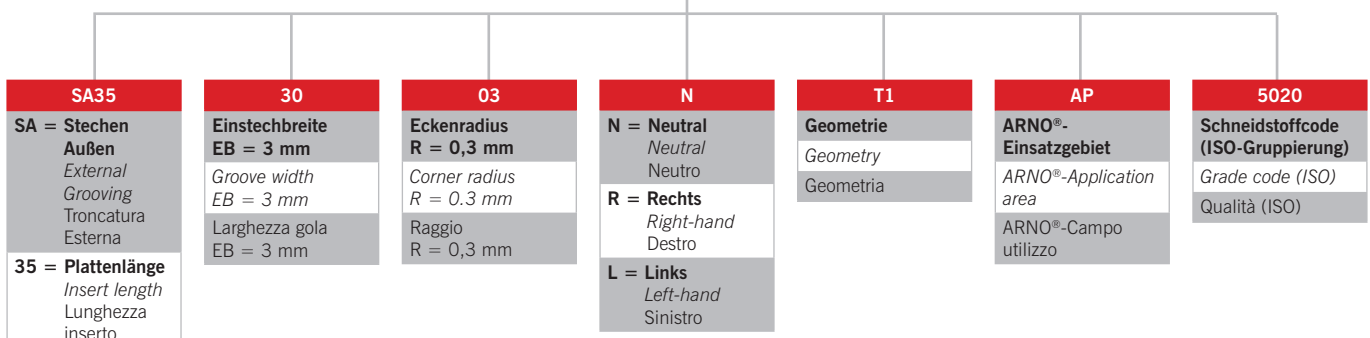 SA35
SA = Stechen
Außen
External
Grooving
Troncatura
Esterna
35 = Plattenlänge
Insert length
Lunghezza
inserto
30
Einstechbreite
EB = 3 mm
Groove width
EB = 3 mm
Larghezza gola
EB = 3 mm
03
Eckenradius
R = 0,3 mm
Corner radius
R = 0.3 mm
Raggio
R = 0,3 mm
N
N = Neutral
Neutral
Neutro
R = Rechts
Right-hand
Destro
L = Links
Left-hand
Sinistro
T1
Geometrie
Geometry
Geometria
AP
ARNO®-
Einsatzgebiet
ARNO®-Application
area
ARNO®-Campo
utilizzo
5020
Schneidstoffcode
(ISO-Gruppierung)
Grade code (ISO)
Qualità (ISO)